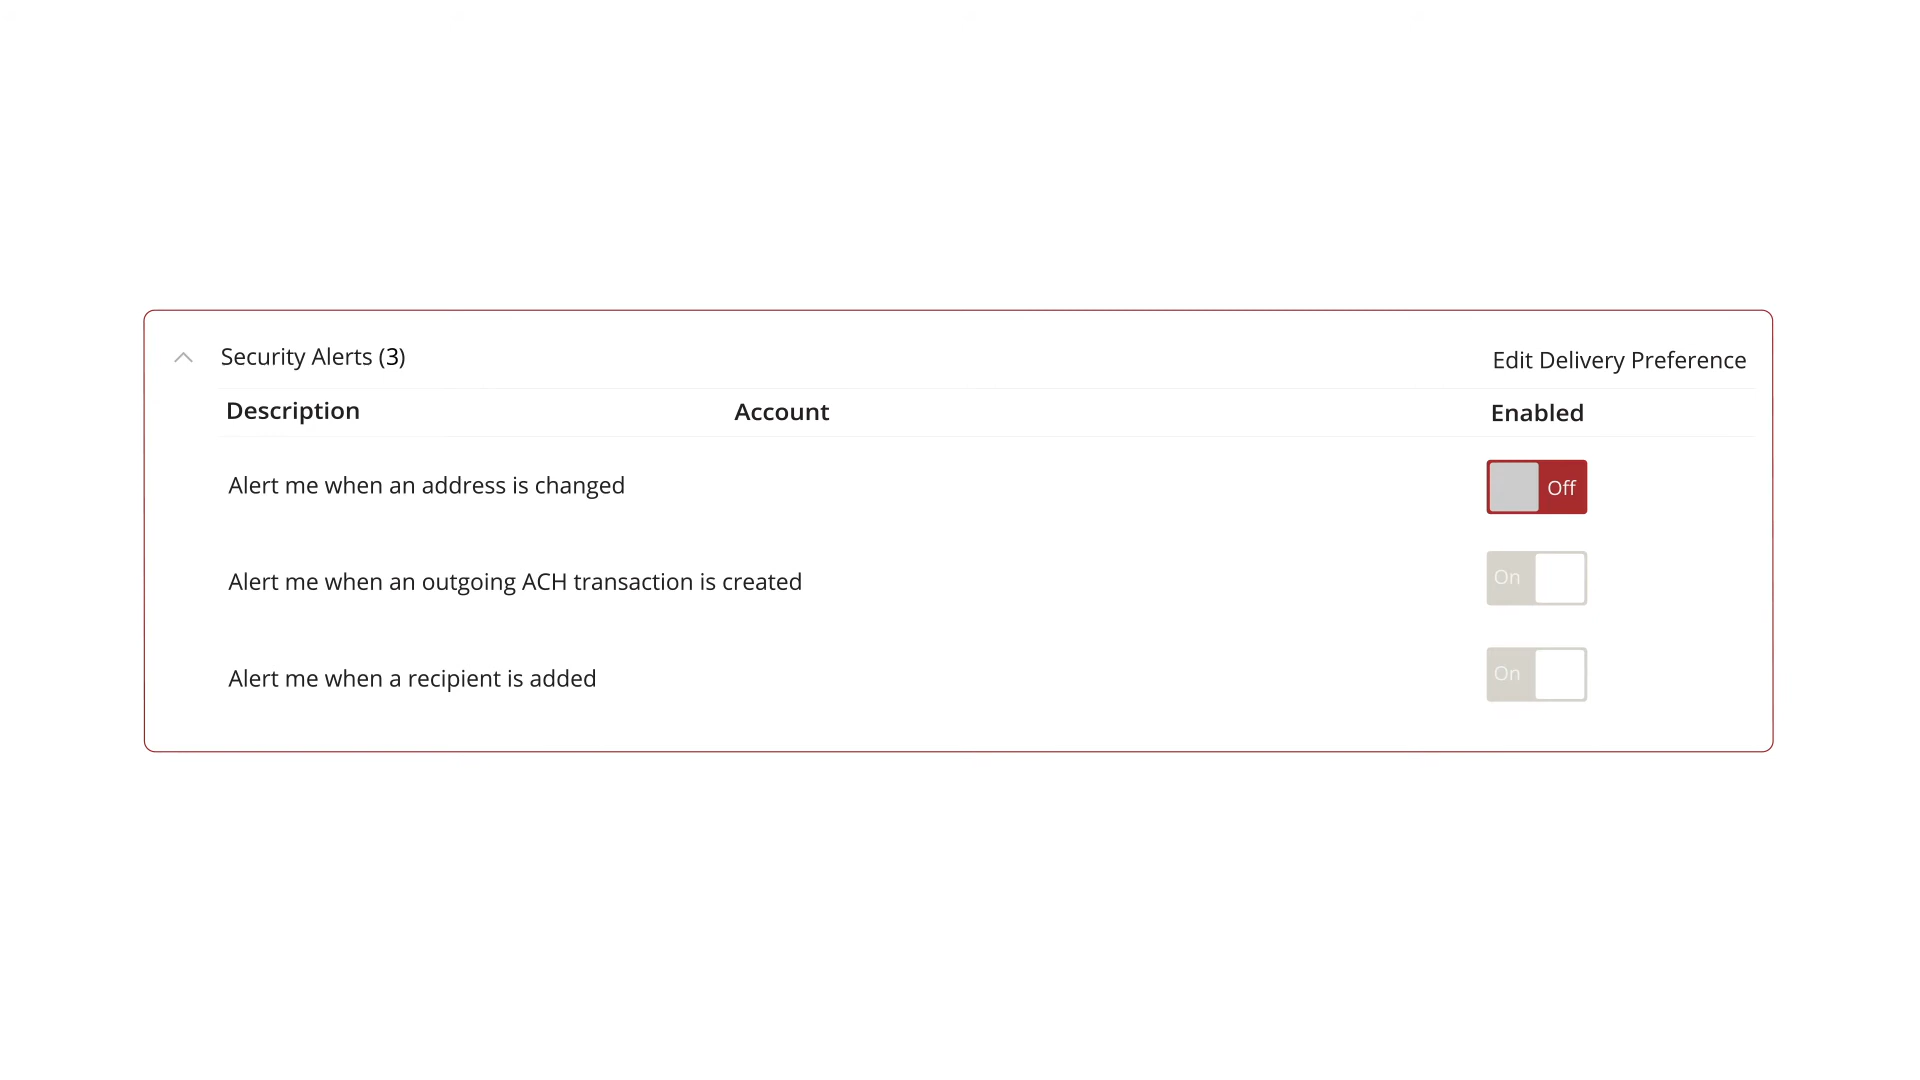 Security Alerts (3)
Edit Delivery Preference
Description Account Enabled
Alert me when an address is changed Off
Alert me when an outgoing ACH transaction is created On
Alert me when a recipient is added On